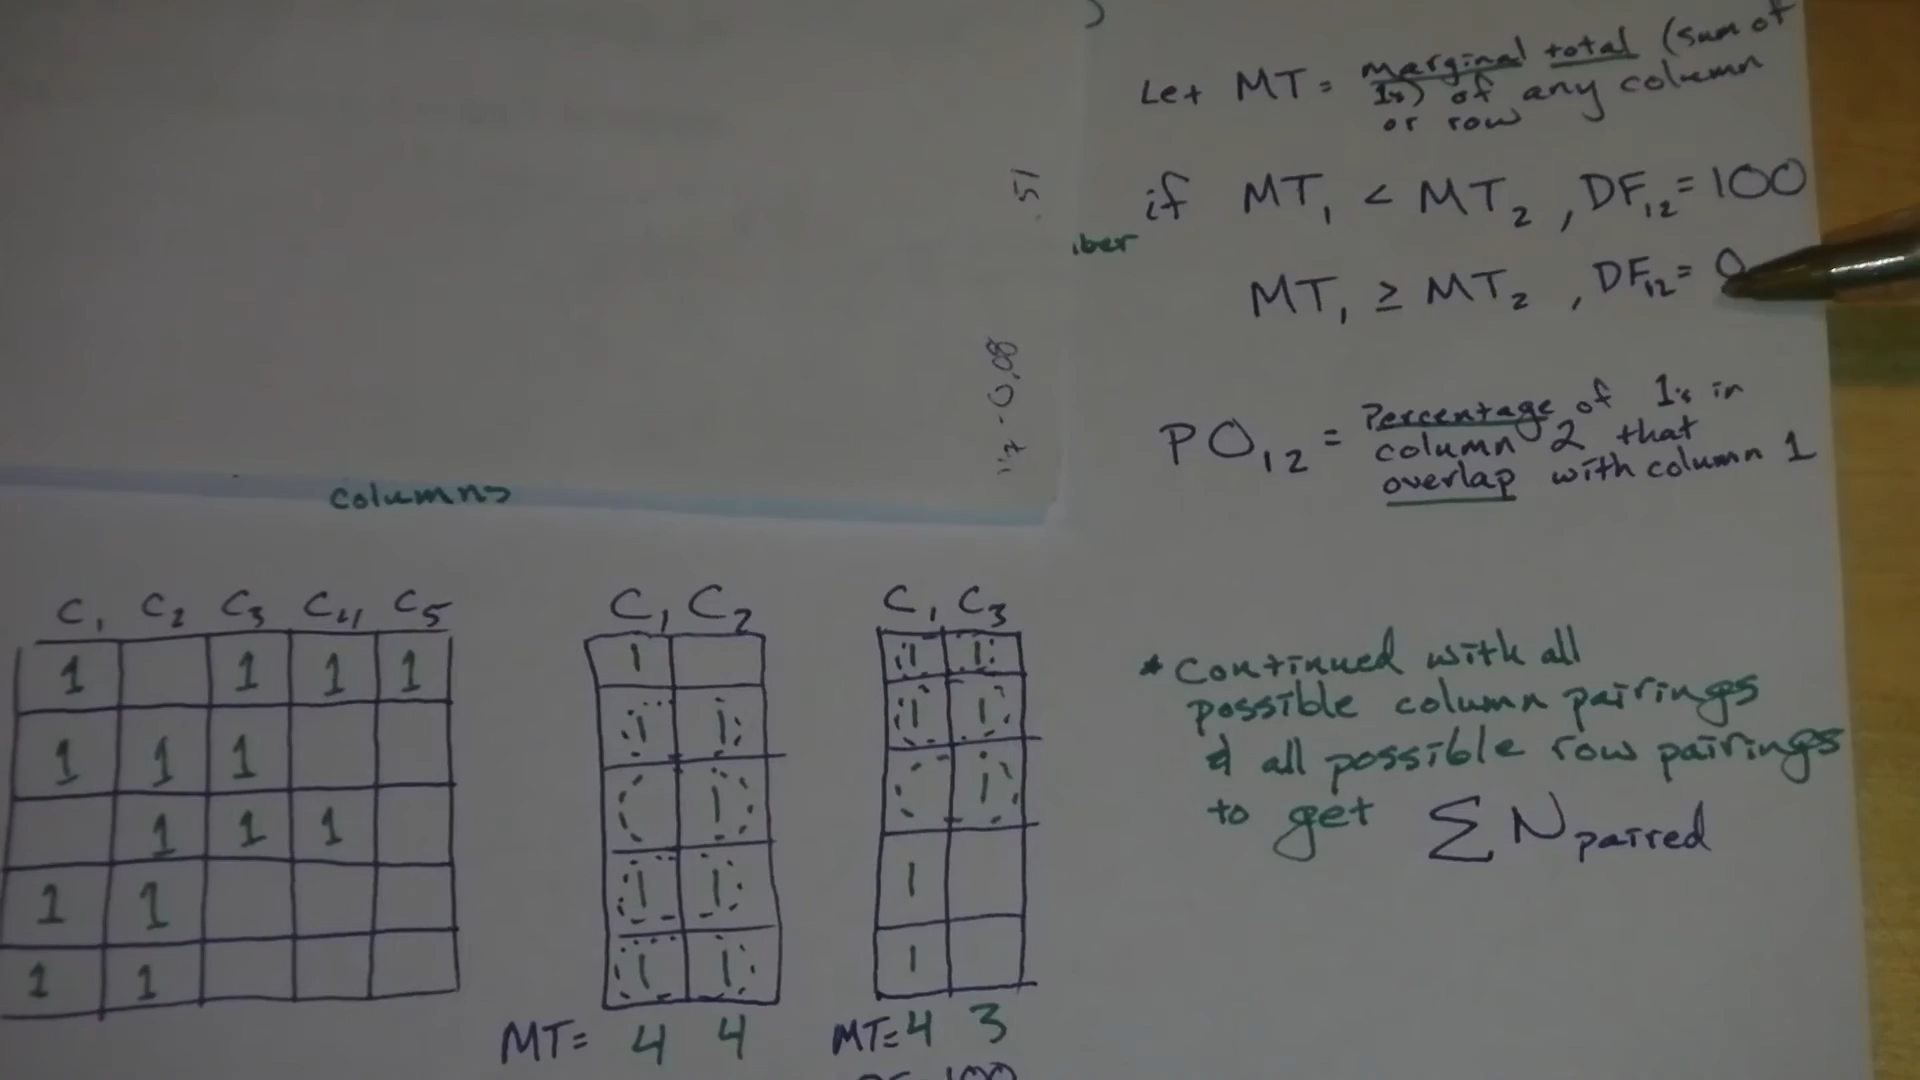 Let MT = marginal total (sum of
1s) of any column
or row
if MT₁ < MT₂ , DF₁₂ = 100
iber
MT₁ ≥ MT₂ , DF₁₂ = 0
PO₁₂ = Percentage of 1s in
column 2 that
overlap with column 1
columns
C₁ C₂ C₃ C₄ C₅
1 1 1 1
1 1 1
1 1 1
1 1
1 1
C₁ C₂
1
1 1
1
1 1
1 1
MT= 4 4
C₁ C₃
1 1
1 1
1
1
1
MT= 4 3
* Continued with all
possible column pairings
& all possible row pairings
to get Σ N paired
.51